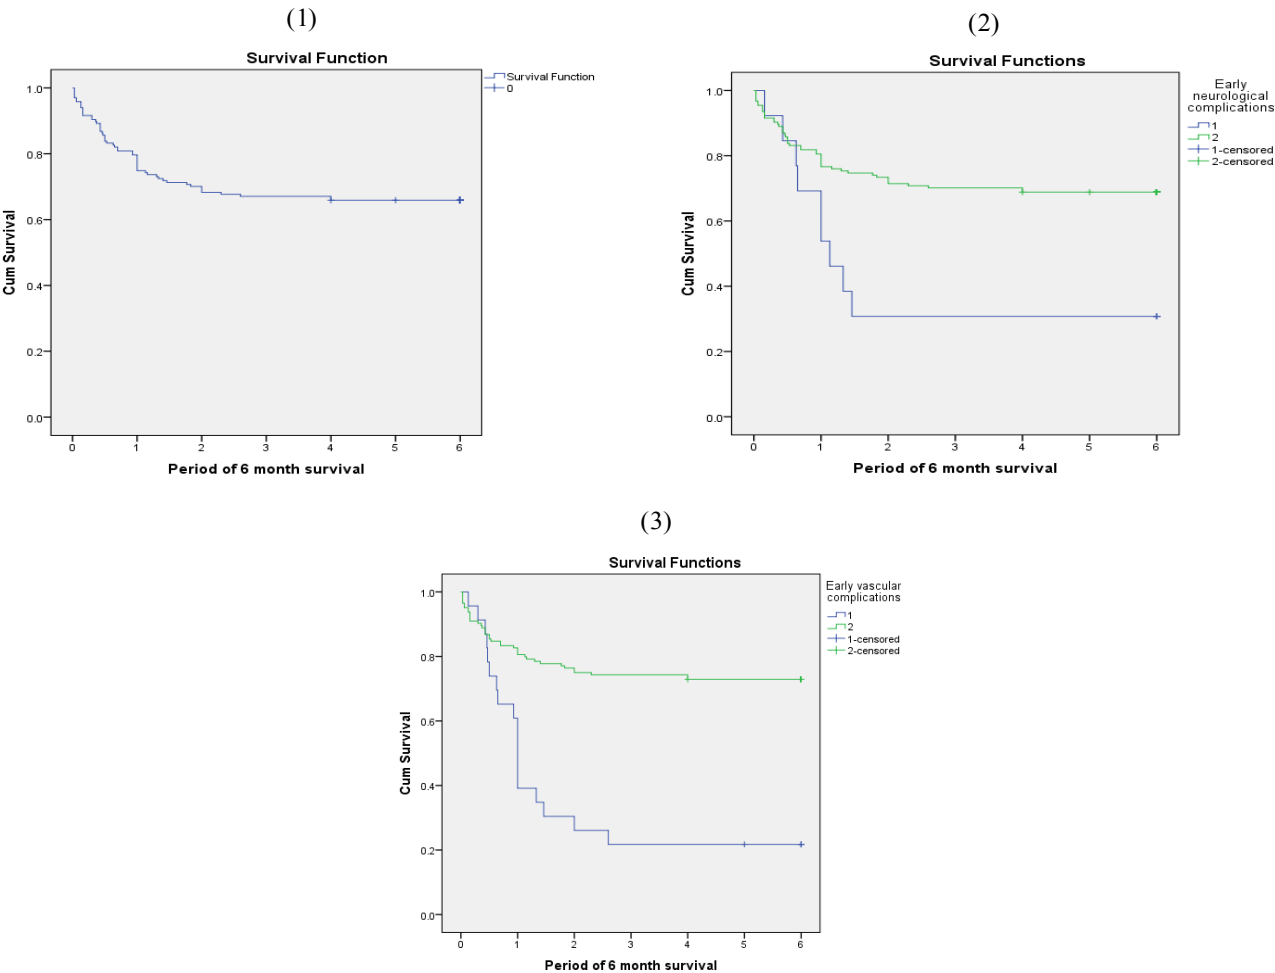 (1)
Survival Function
Survival Function
0
1.0
0.8
0.6
0.4
0.2
0.0
Cum Survival
0 1 2 3 4 5 6
Period of 6 month survival
(2)
Survival Functions
Early
neurological
complications
1
2
1-censored
2-censored
1.0
0.8
0.6
0.4
0.2
0.0
Cum Survival
0 1 2 3 4 5 6
Period of 6 month survival
(3)
Survival Functions
Early vascular
complications
1
2
1-censored
2-censored
1.0
0.8
0.6
0.4
0.2
0.0
Cum Survival
0 1 2 3 4 5 6
Period of 6 month survival